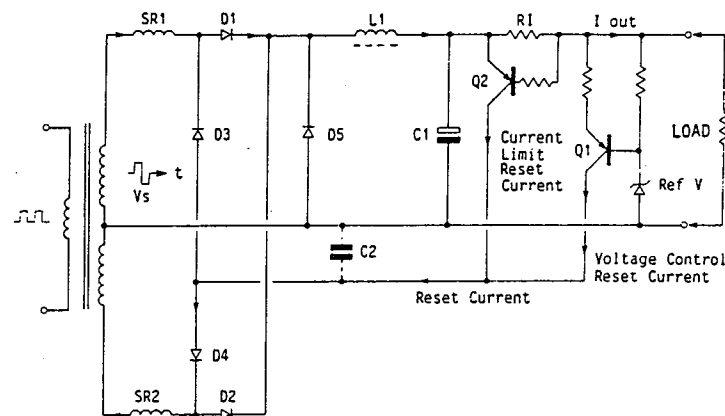 SR1
D1
L1
RI
I out
Q2
D3
D5
C1
Current
Limit
Reset
Current
Q1
LOAD
Vs
t
Ref V
C2
Voltage Control
Reset Current
Reset Current
D4
SR2
D2